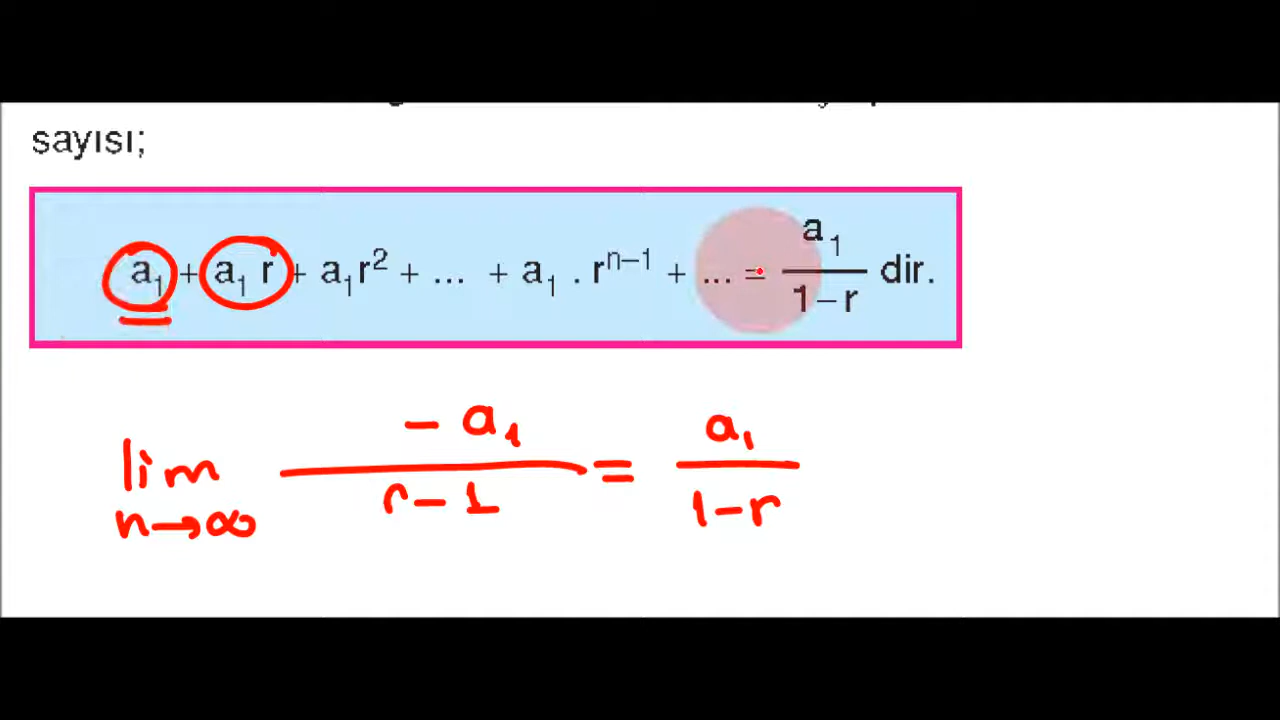 sayısı;
a₁ + a₁ r + a₁r² + ... + a₁ . rⁿ⁻¹ + ... = a₁ / 1 – r dir.
lim n→∞ - a₁ / r - 1 = a₁ / 1 - r